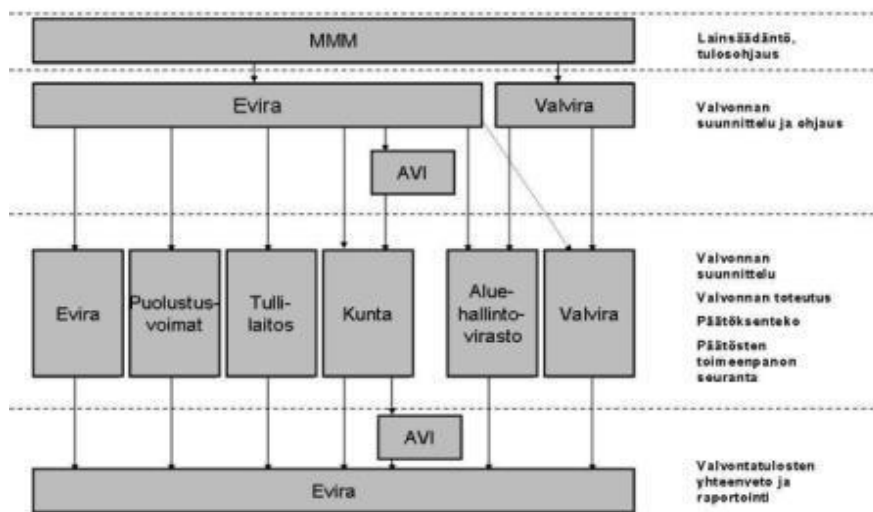 MMM
Lainsäädäntö,
tulosohjaus
Evira
Valvira
Valvonnan
suunnittelu ja ohjaus
AVI
Evira
Puolustus-
voimat
Tulli-
laitos
Kunta
Alue-
hallinto-
virasto
Valvira
Valvonnan
suunnittelu
Valvonnan toteutus
Päätöksenteko
Päätösten
toimeenpanon
seuranta
AVI
Evira
Valvontatulosten
yhteenveto ja
raportointi